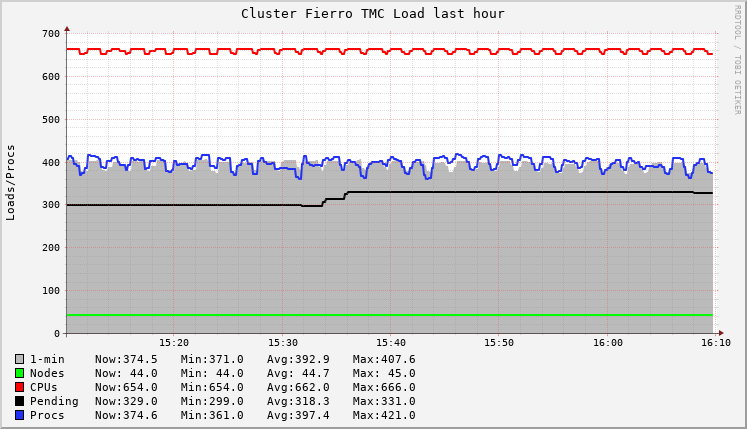 Cluster Fierro TMC Load last hour
RRDTOOL / TOBI OETIKER
Loads/Procs
700
600
500
400
300
200
100
0
15:20 15:30 15:40 15:50 16:00 16:10
1-min Now:374.5 Min:371.0 Avg:392.9 Max:407.6
Nodes Now: 44.0 Min: 44.0 Avg: 44.7 Max: 45.0
CPUs Now:654.0 Min:654.0 Avg:662.0 Max:666.0
Pending Now:329.0 Min:299.0 Avg:318.3 Max:331.0
Procs Now:374.6 Min:361.0 Avg:397.4 Max:421.0